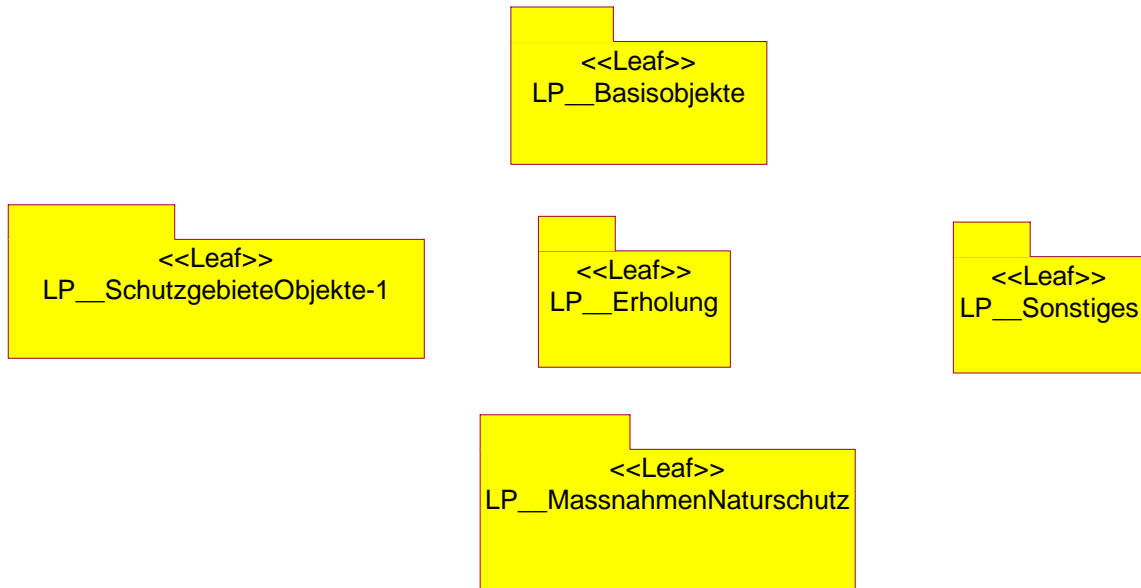 <<Leaf>>
LP__Basisobjekte
<<Leaf>>
LP__SchutzgebieteObjekte-1
<<Leaf>>
LP__Erholung
<<Leaf>>
LP__Sonstiges
<<Leaf>>
LP__MassnahmenNaturschutz